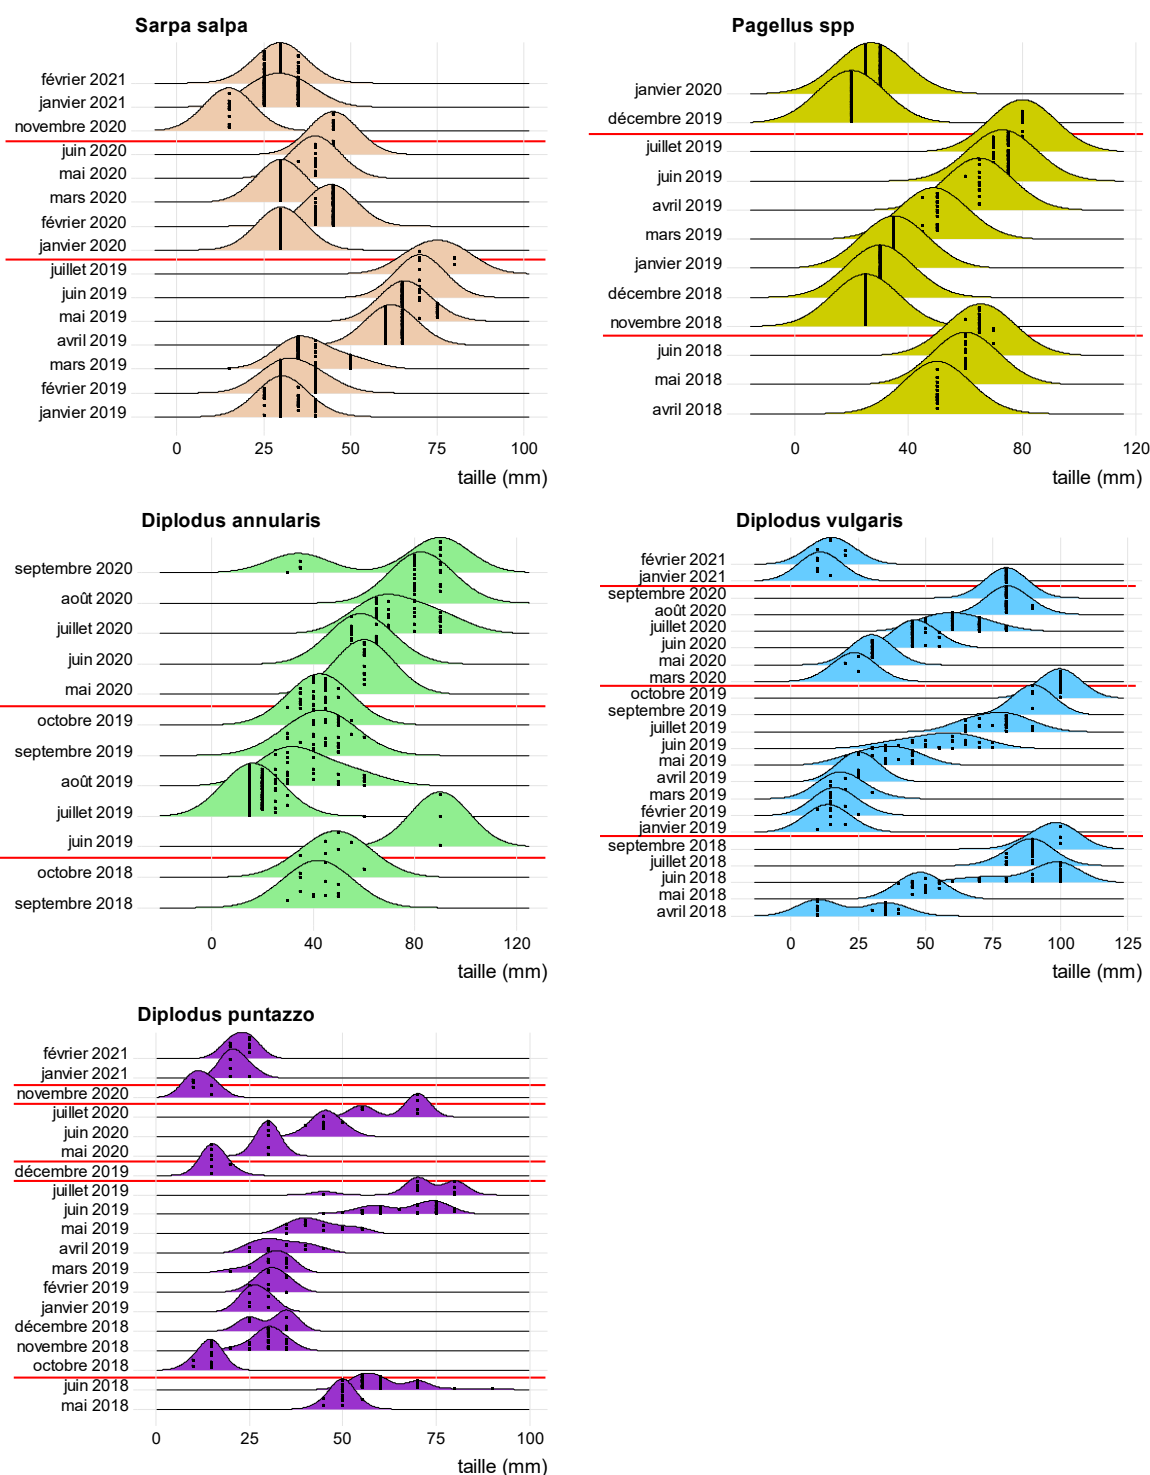 Sarpa salpa
février 2021
janvier 2021
novembre 2020
juin 2020
mai 2020
mars 2020
février 2020
janvier 2020
juillet 2019
juin 2019
mai 2019
avril 2019
mars 2019
février 2019
janvier 2019
0 25 50 75 100
taille (mm)
Pagellus spp
janvier 2020
décembre 2019
juillet 2019
juin 2019
avril 2019
mars 2019
janvier 2019
décembre 2018
novembre 2018
juin 2018
mai 2018
avril 2018
0 40 80 120
taille (mm)
Diplodus annularis
septembre 2020
août 2020
juillet 2020
juin 2020
mai 2020
octobre 2019
septembre 2019
août 2019
juillet 2019
juin 2019
octobre 2018
septembre 2018
0 40 80 120
taille (mm)
Diplodus vulgaris
février 2021
janvier 2021
septembre 2020
août 2020
juillet 2020
juin 2020
mai 2020
mars 2020
octobre 2019
septembre 2019
juillet 2019
juin 2019
mai 2019
avril 2019
mars 2019
février 2019
janvier 2019
septembre 2018
juillet 2018
juin 2018
mai 2018
avril 2018
0 25 50 75 100 125
taille (mm)
Diplodus puntazzo
février 2021
janvier 2021
novembre 2020
juillet 2020
juin 2020
mai 2020
décembre 2019
juillet 2019
juin 2019
mai 2019
avril 2019
mars 2019
février 2019
janvier 2019
décembre 2018
novembre 2018
octobre 2018
juin 2018
mai 2018
0 25 50 75 100
taille (mm)